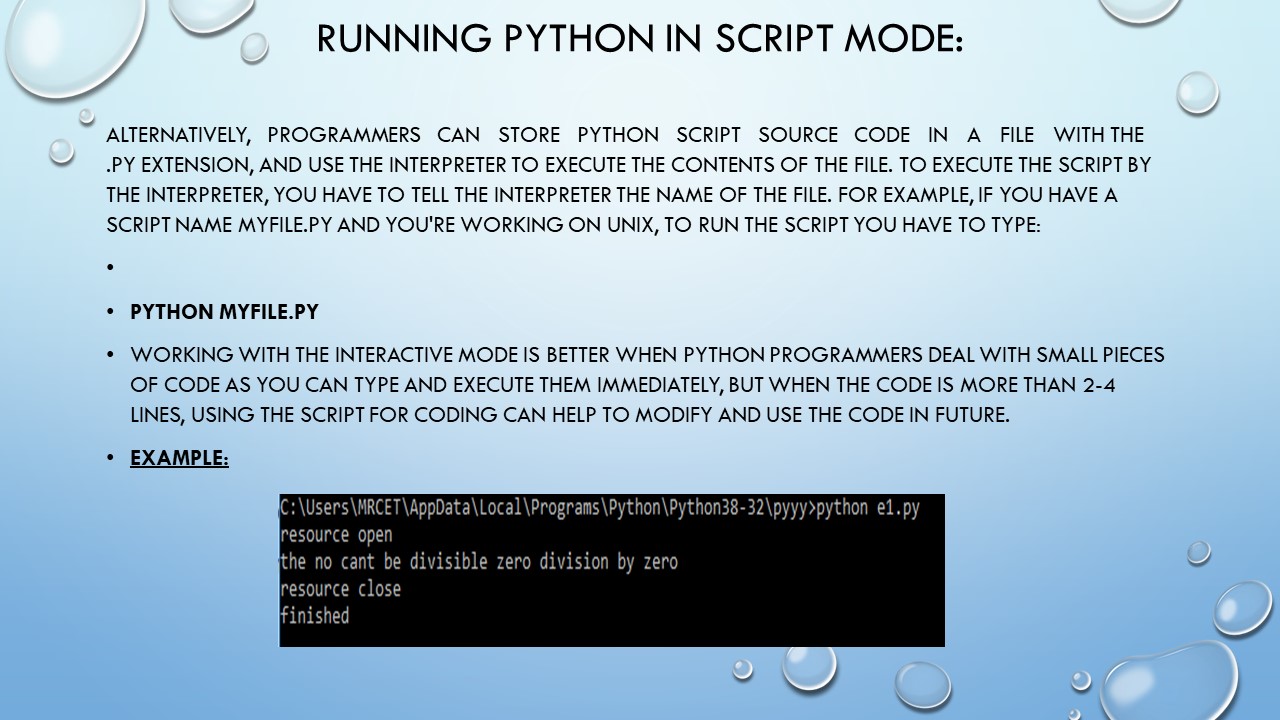 RUNNING PYTHON IN SCRIPT MODE:
ALTERNATIVELY, PROGRAMMERS CAN STORE PYTHON SCRIPT SOURCE CODE IN A FILE WITH THE
.PY EXTENSION, AND USE THE INTERPRETER TO EXECUTE THE CONTENTS OF THE FILE. TO EXECUTE THE SCRIPT BY
THE INTERPRETER, YOU HAVE TO TELL THE INTERPRETER THE NAME OF THE FILE. FOR EXAMPLE, IF YOU HAVE A
SCRIPT NAME MYFILE.PY AND YOU'RE WORKING ON UNIX, TO RUN THE SCRIPT YOU HAVE TO TYPE:
•
• PYTHON MYFILE.PY
• WORKING WITH THE INTERACTIVE MODE IS BETTER WHEN PYTHON PROGRAMMERS DEAL WITH SMALL PIECES
OF CODE AS YOU CAN TYPE AND EXECUTE THEM IMMEDIATELY, BUT WHEN THE CODE IS MORE THAN 2-4
LINES, USING THE SCRIPT FOR CODING CAN HELP TO MODIFY AND USE THE CODE IN FUTURE.
• EXAMPLE:
C:\Users\MRCET\AppData\Local\Programs\Python\Python38-32\pyyy>python e1.py
resource open
the no cant be divisible zero division by zero
resource close
finished